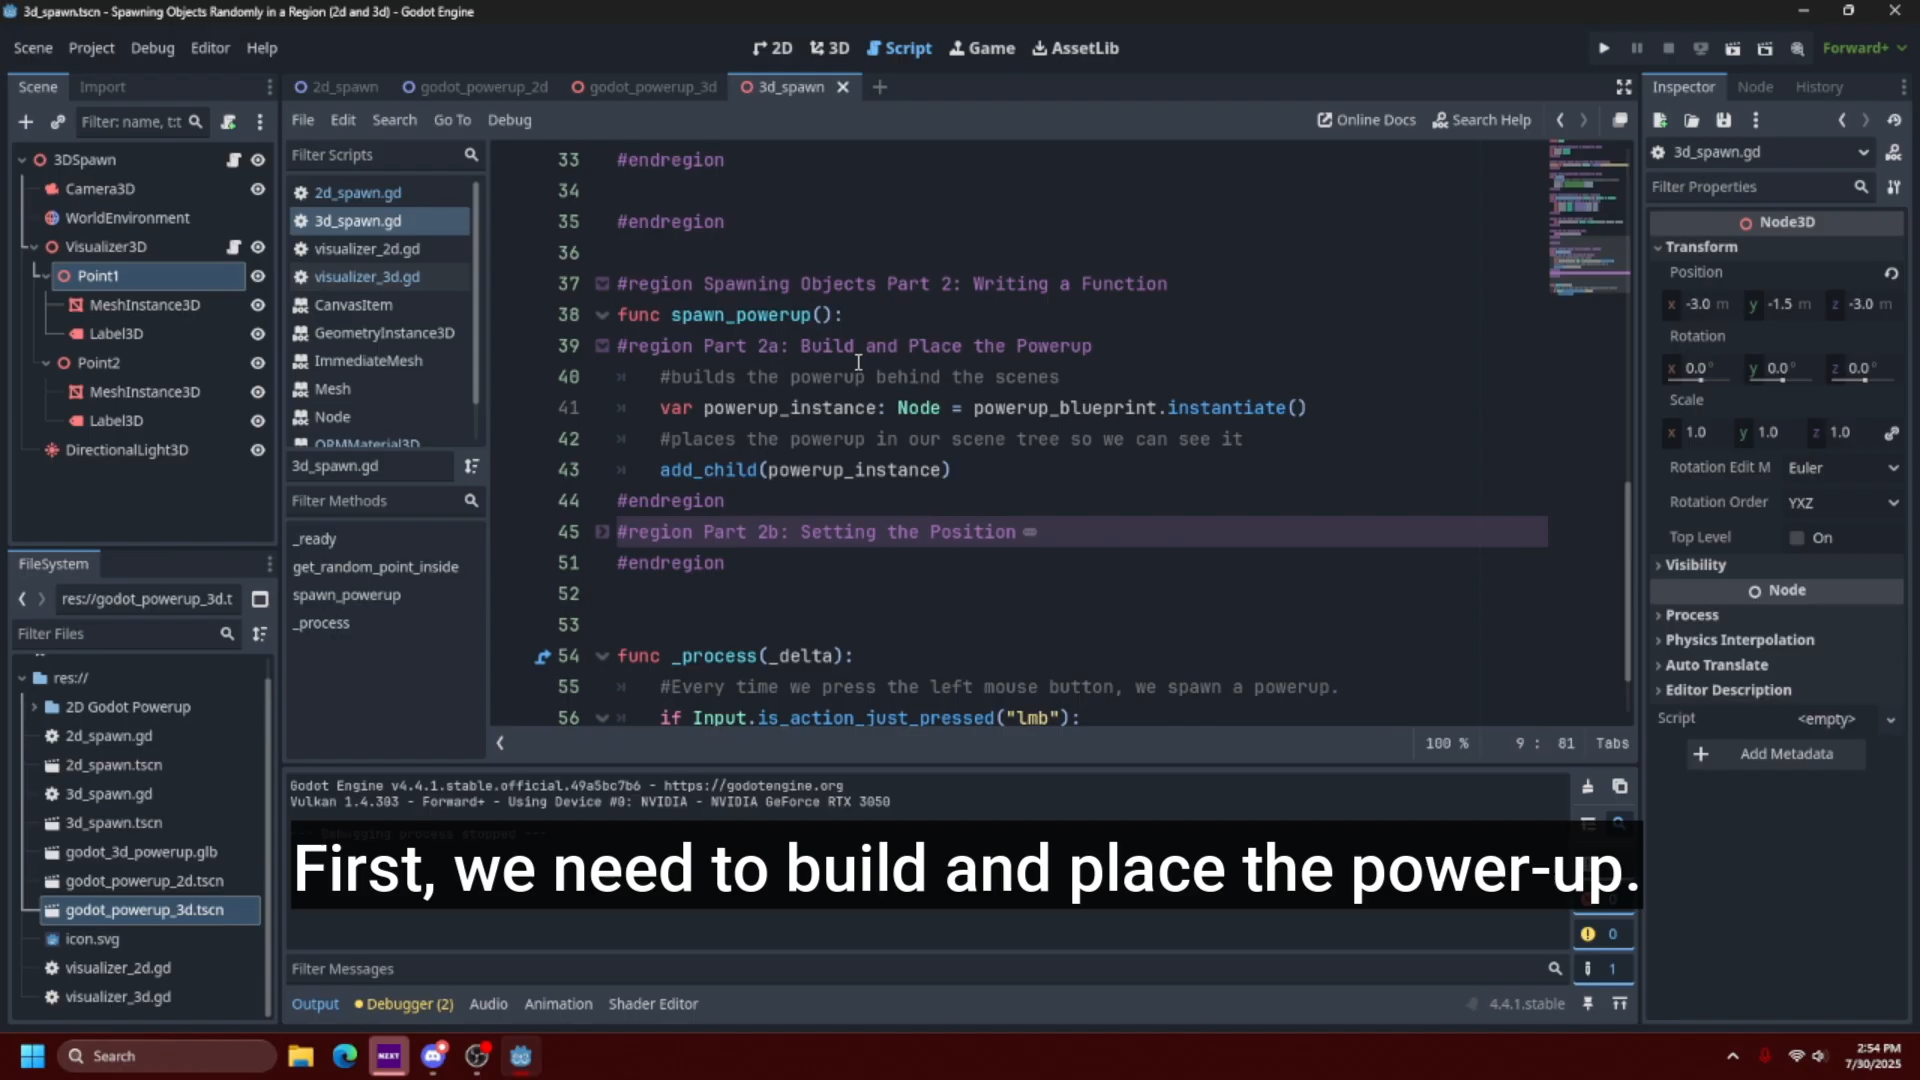 3d_spawn.tscn - Spawning Objects Randomly in a Region (2d and 3d) - Godot Engine
Scene Project Debug Editor Help
2D 3D Script Game AssetLib
Forward+
Scene Import
Filter: name, t:t
3DSpawn
Camera3D
WorldEnvironment
Visualizer3D
Point1
MeshInstance3D
Label3D
Point2
MeshInstance3D
Label3D
DirectionalLight3D
FileSystem
res://godot_powerup_3d.t
Filter Files
res://
2D Godot Powerup
2d_spawn.gd
2d_spawn.tscn
3d_spawn.gd
3d_spawn.tscn
godot_3d_powerup.glb
godot_powerup_2d.tscn
godot_powerup_3d.tscn
icon.svg
visualizer_2d.gd
visualizer_3d.gd
2d_spawn godot_powerup_2d godot_powerup_3d 3d_spawn
File Edit Search Go To Debug
Online Docs Search Help
Filter Scripts
2d_spawn.gd
3d_spawn.gd
visualizer_2d.gd
visualizer_3d.gd
CanvasItem
GeometryInstance3D
ImmediateMesh
Mesh
Node
ORMMaterial3D
3d_spawn.gd
Filter Methods
_ready
get_random_point_inside
spawn_powerup
_process
33 #endregion
34
35 #endregion
36
37 #region Spawning Objects Part 2: Writing a Function
38 func spawn_powerup():
39 #region Part 2a: Build and Place the Powerup
40 #builds the powerup behind the scenes
41 var powerup_instance: Node = powerup_blueprint.instantiate()
42 #places the powerup in our scene tree so we can see it
43 add_child(powerup_instance)
44 #endregion
45 #region Part 2b: Setting the Position
51 #endregion
52
53
54 func _process(_delta):
55 #Every time we press the left mouse button, we spawn a powerup.
56 if Input.is_action_just_pressed("lmb"):
100 % 9 : 81 Tabs
Godot Engine v4.4.1.stable.official.49a5bc7b6 - https://godotengine.org
Vulkan 1.4.303 - Forward+ - Using Device #0: NVIDIA - NVIDIA GeForce RTX 3050
--- Debugging process stopped ---
First, we need to build and place the power-up.
0
1
Filter Messages
Output Debugger (2) Audio Animation Shader Editor
4.4.1.stable
Inspector Node History
3d_spawn.gd
Filter Properties
Node3D
Transform
Position
x -3.0 m y -1.5 m z -3.0 m
Rotation
x 0.0° y 0.0° z 0.0°
Scale
x 1.0 y 1.0 z 1.0
Rotation Edit M Euler
Rotation Order YXZ
Top Level On
Visibility
Node
Process
Physics Interpolation
Auto Translate
Editor Description
Script <empty>
Add Metadata
Search
NEXT
2:54 PM
7/30/2025